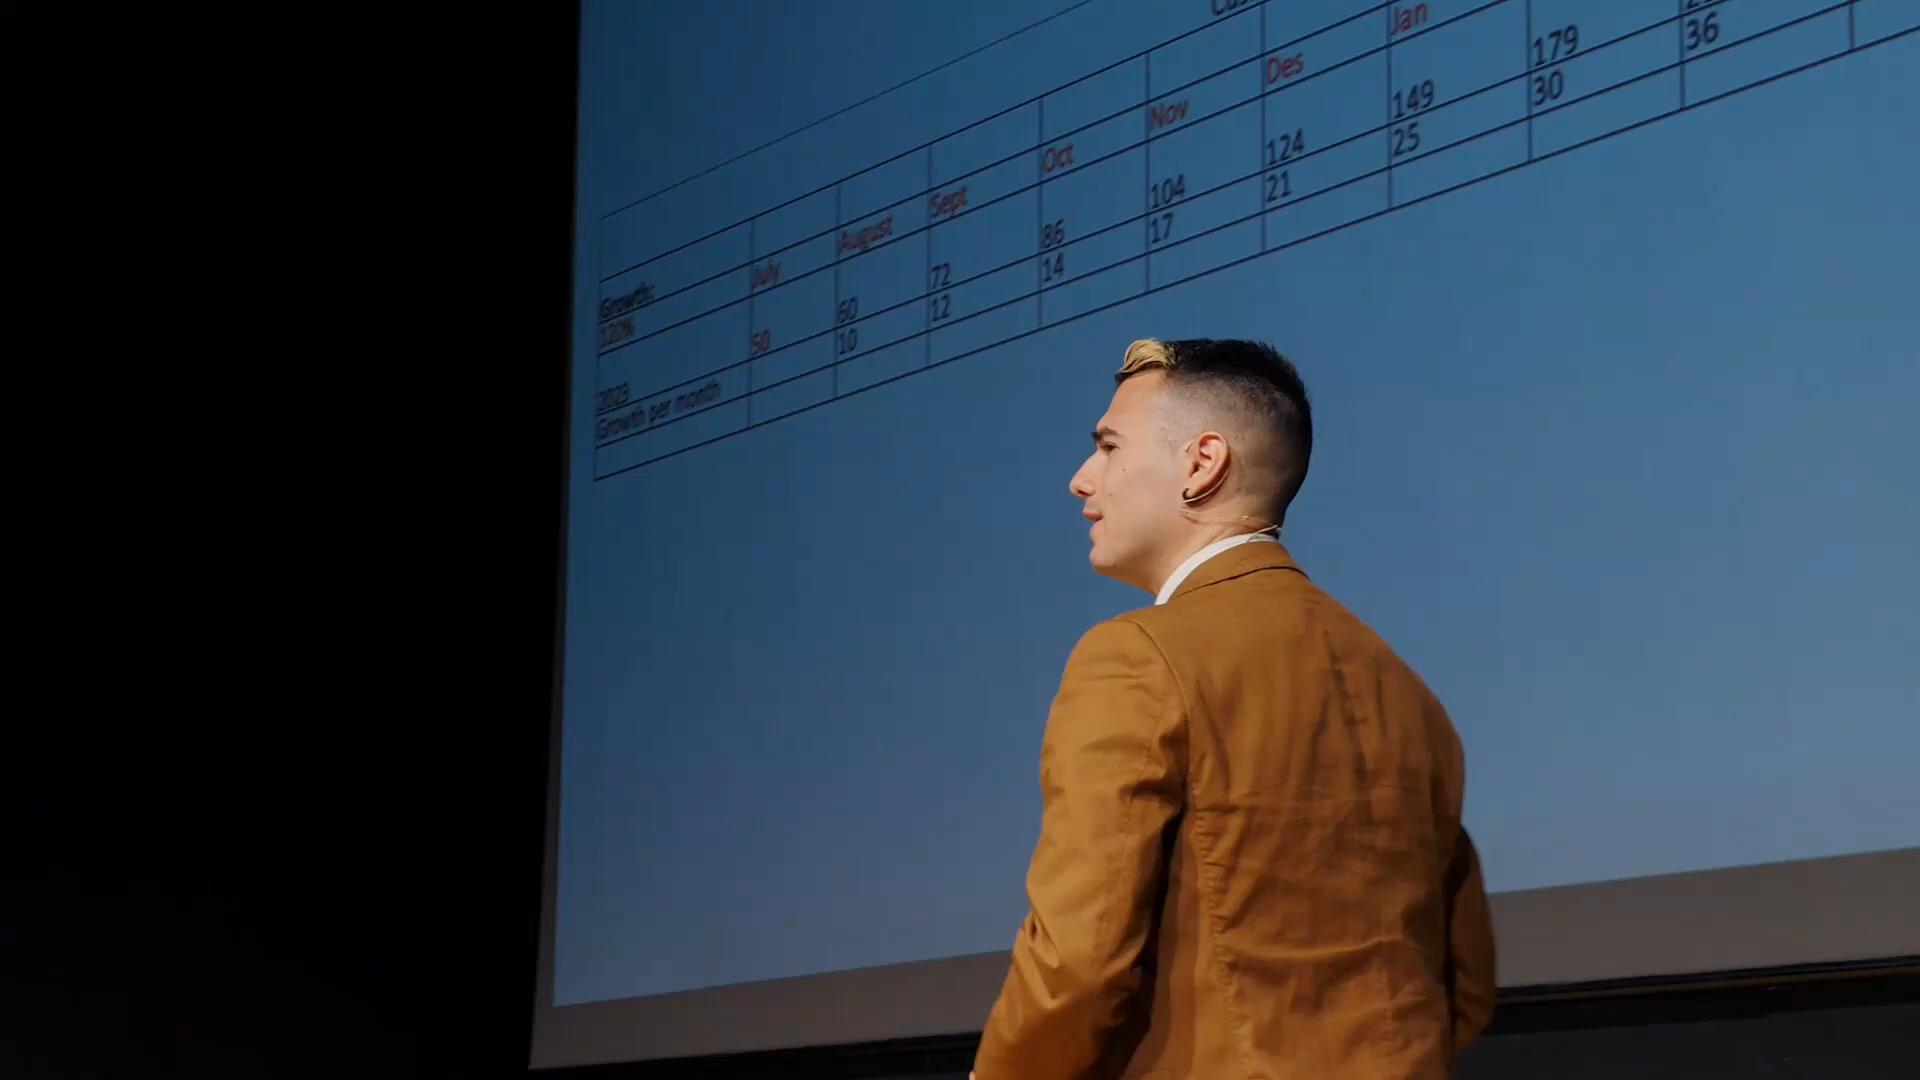 Growth:
120% July August Sept Oct Nov Des Jan
2023 50 60 72 86 104 124 149 179
Growth per month 10 12 14 17 21 25 30 36